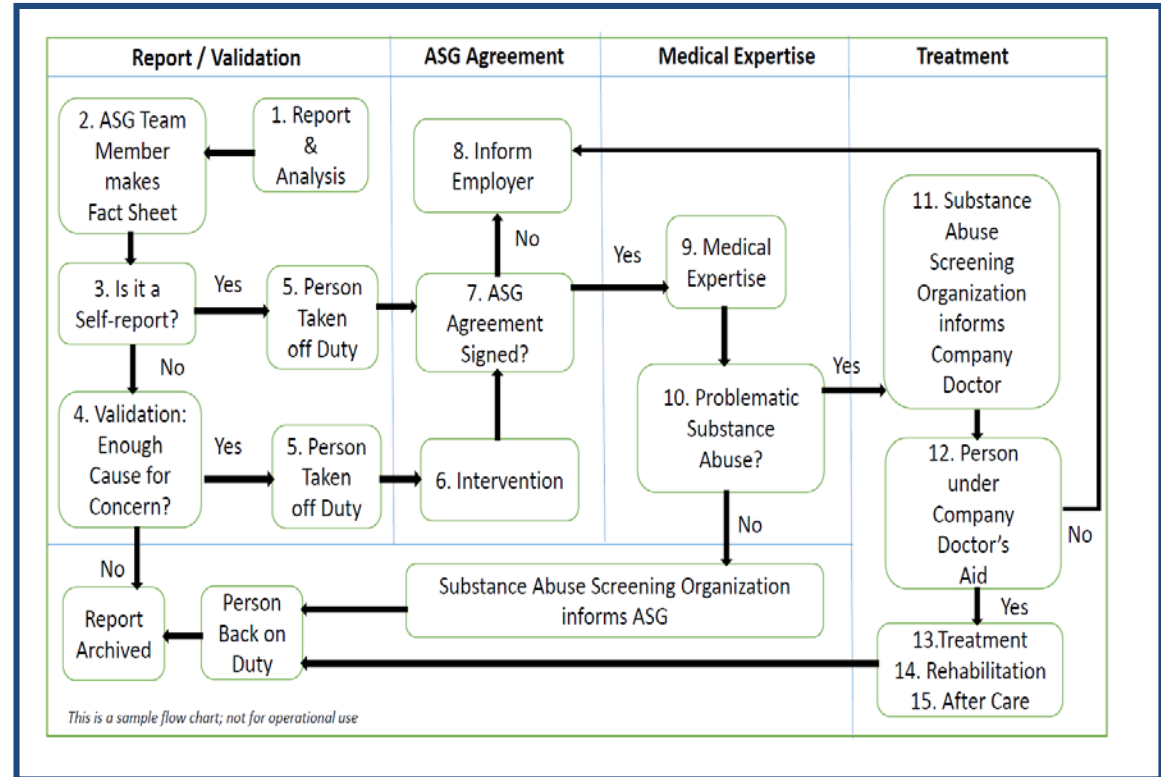 Report / Validation
ASG Agreement
Medical Expertise
Treatment
2. ASG Team
Member
makes
Fact Sheet
1. Report
&
Analysis
3. Is it a
Self-report?
Yes
5. Person
Taken
off Duty
No
4. Validation:
Enough
Cause for
Concern?
Yes
5. Person
Taken
off Duty
No
Report
Archived
Person
Back on
Duty
8. Inform
Employer
No
7. ASG
Agreement
Signed?
6. Intervention
Yes
9. Medical
Expertise
10. Problematic
Substance
Abuse?
Yes
No
Substance Abuse Screening Organization
informs ASG
11. Substance
Abuse
Screening
Organization
informs
Company
Doctor
12. Person
under
Company
Doctor's
Aid
No
Yes
13.Treatment
14. Rehabilitation
15. After Care
This is a sample flow chart; not for operational use